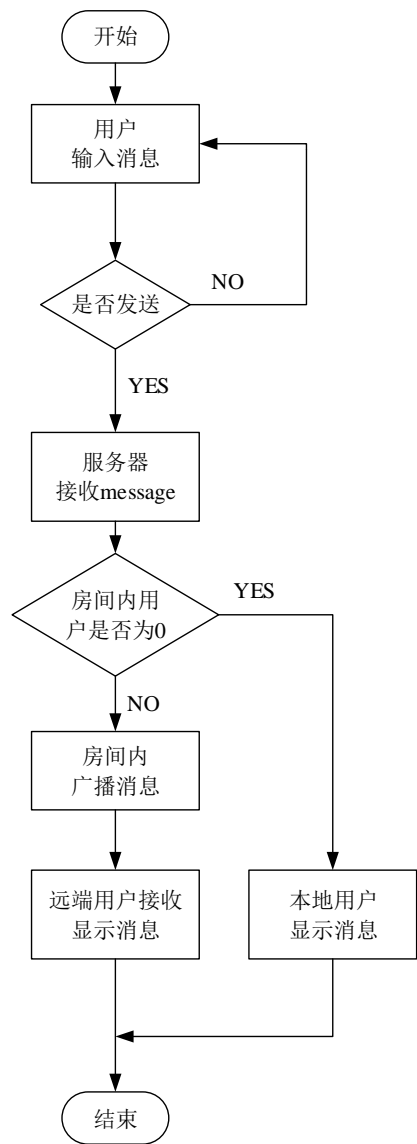 开始
用户
输入消息
是否发送
NO
YES
服务器
接收message
房间内用
户是否为0
YES
NO
房间内
广播消息
远端用户接收
显示消息
本地用户
显示消息
结束